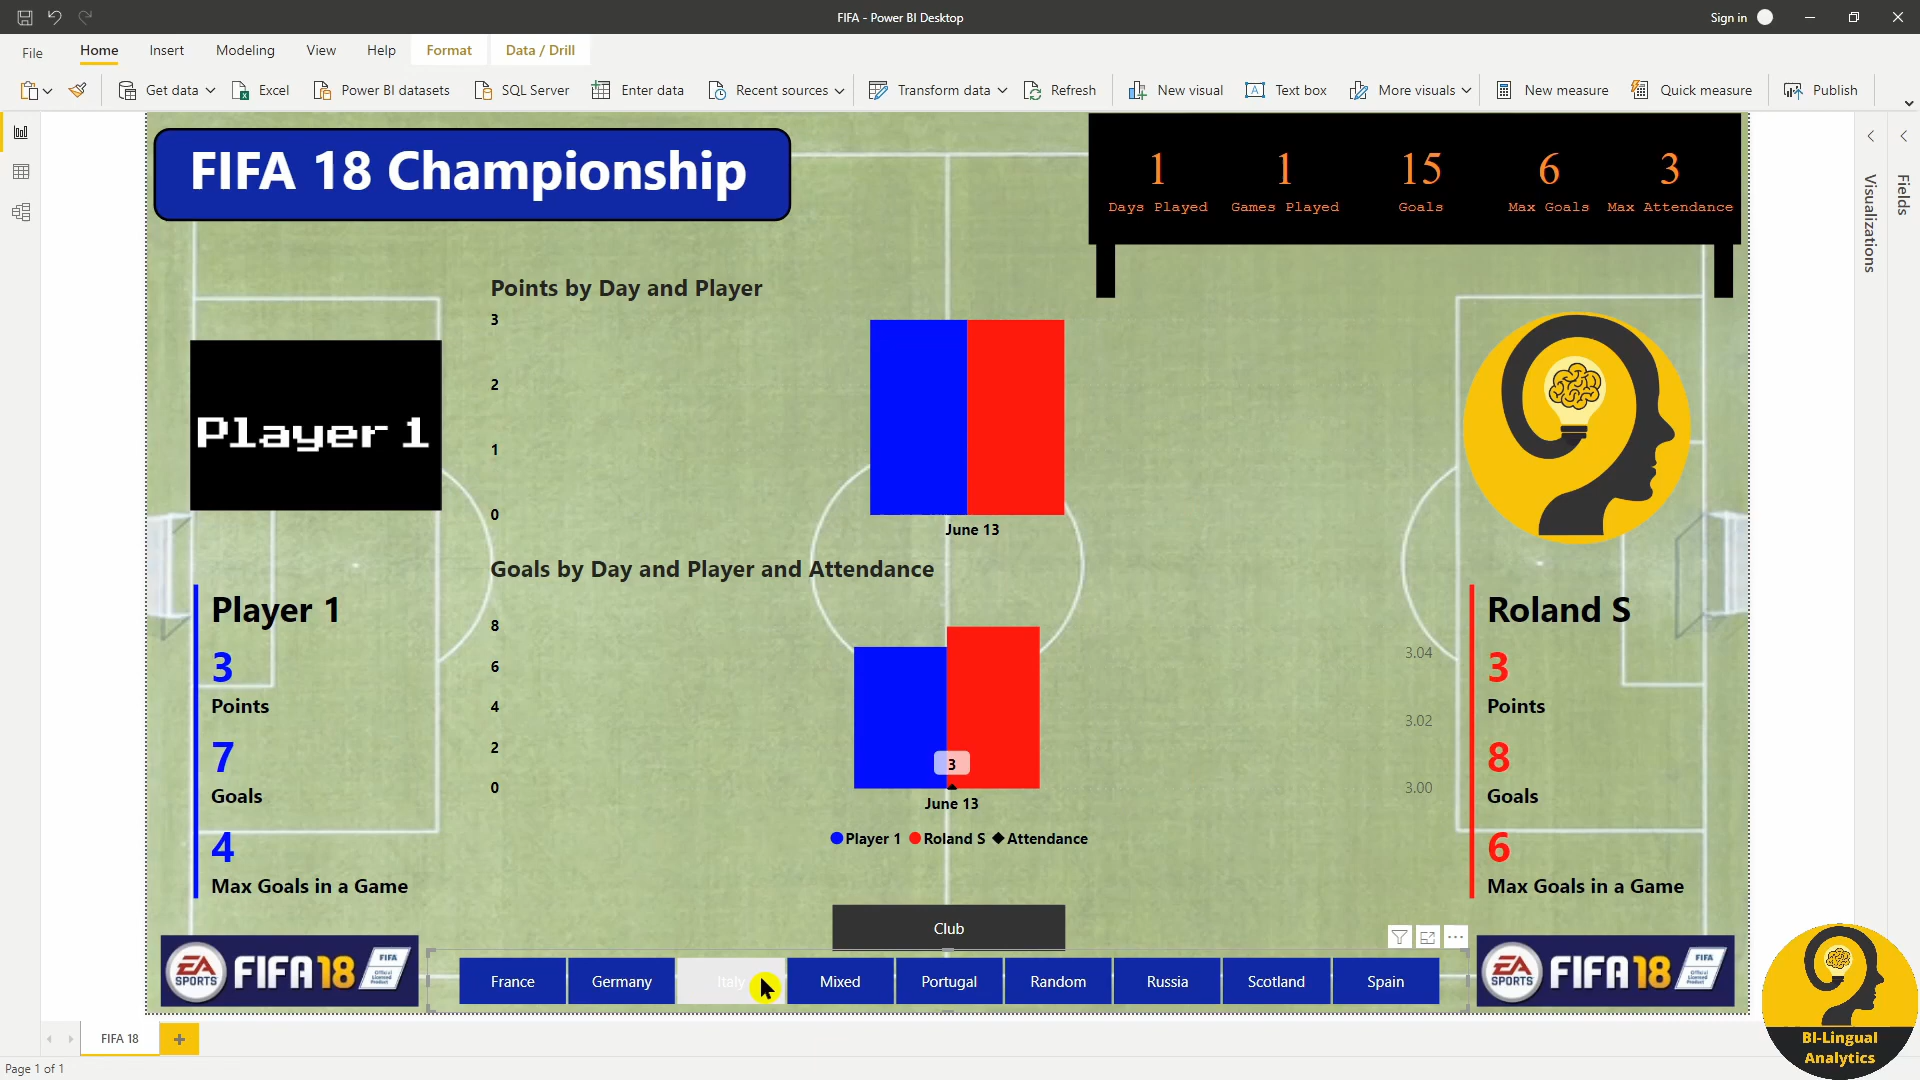 FIFA - Power BI Desktop
Sign in
File
Home
Insert
Modeling
View
Help
Format
Data / Drill
Get data
Excel
Power BI datasets
SQL Server
Enter data
Recent sources
Transform data
Refresh
New visual
Text box
More visuals
New measure
Quick measure
Publish
FIFA 18 Championship
1 1 15 6 3
Days Played Games Played Goals Max Goals Max Attendance
Visualizations
Fields
Points by Day and Player
3
2
1
0
June 13
Player 1
Goals by Day and Player and Attendance
8
6
4
2
0
3
3.04
3.02
3.00
June 13
Player 1 Roland S Attendance
Player 1
3
Points
7
Goals
4
Max Goals in a Game
Roland S
3
Points
8
Goals
6
Max Goals in a Game
Club
France Germany Italy Mixed Portugal Random Russia Scotland Spain
EA SPORTS FIFA 18 FIFA
EA SPORTS FIFA 18 FIFA
BI-Lingual
Analytics
FIFA 18
Page 1 of 1